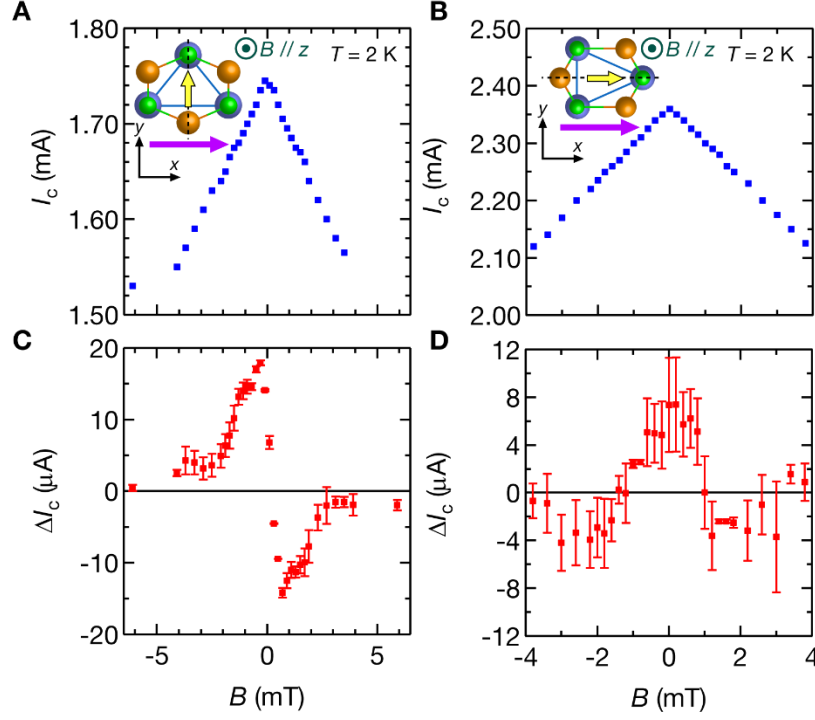 A
B
1.80
1.70
1.60
1.50
I_c (mA)
B // z
T = 2 K
y
x
2.50
2.40
2.30
2.20
2.10
2.00
I_c (mA)
B // z
T = 2 K
y
x
C
D
20
10
0
-10
-20
ΔI_c (μA)
-5
0
5
B (mT)
12
8
4
0
-4
-8
-12
ΔI_c (μA)
-4
-2
0
2
4
B (mT)